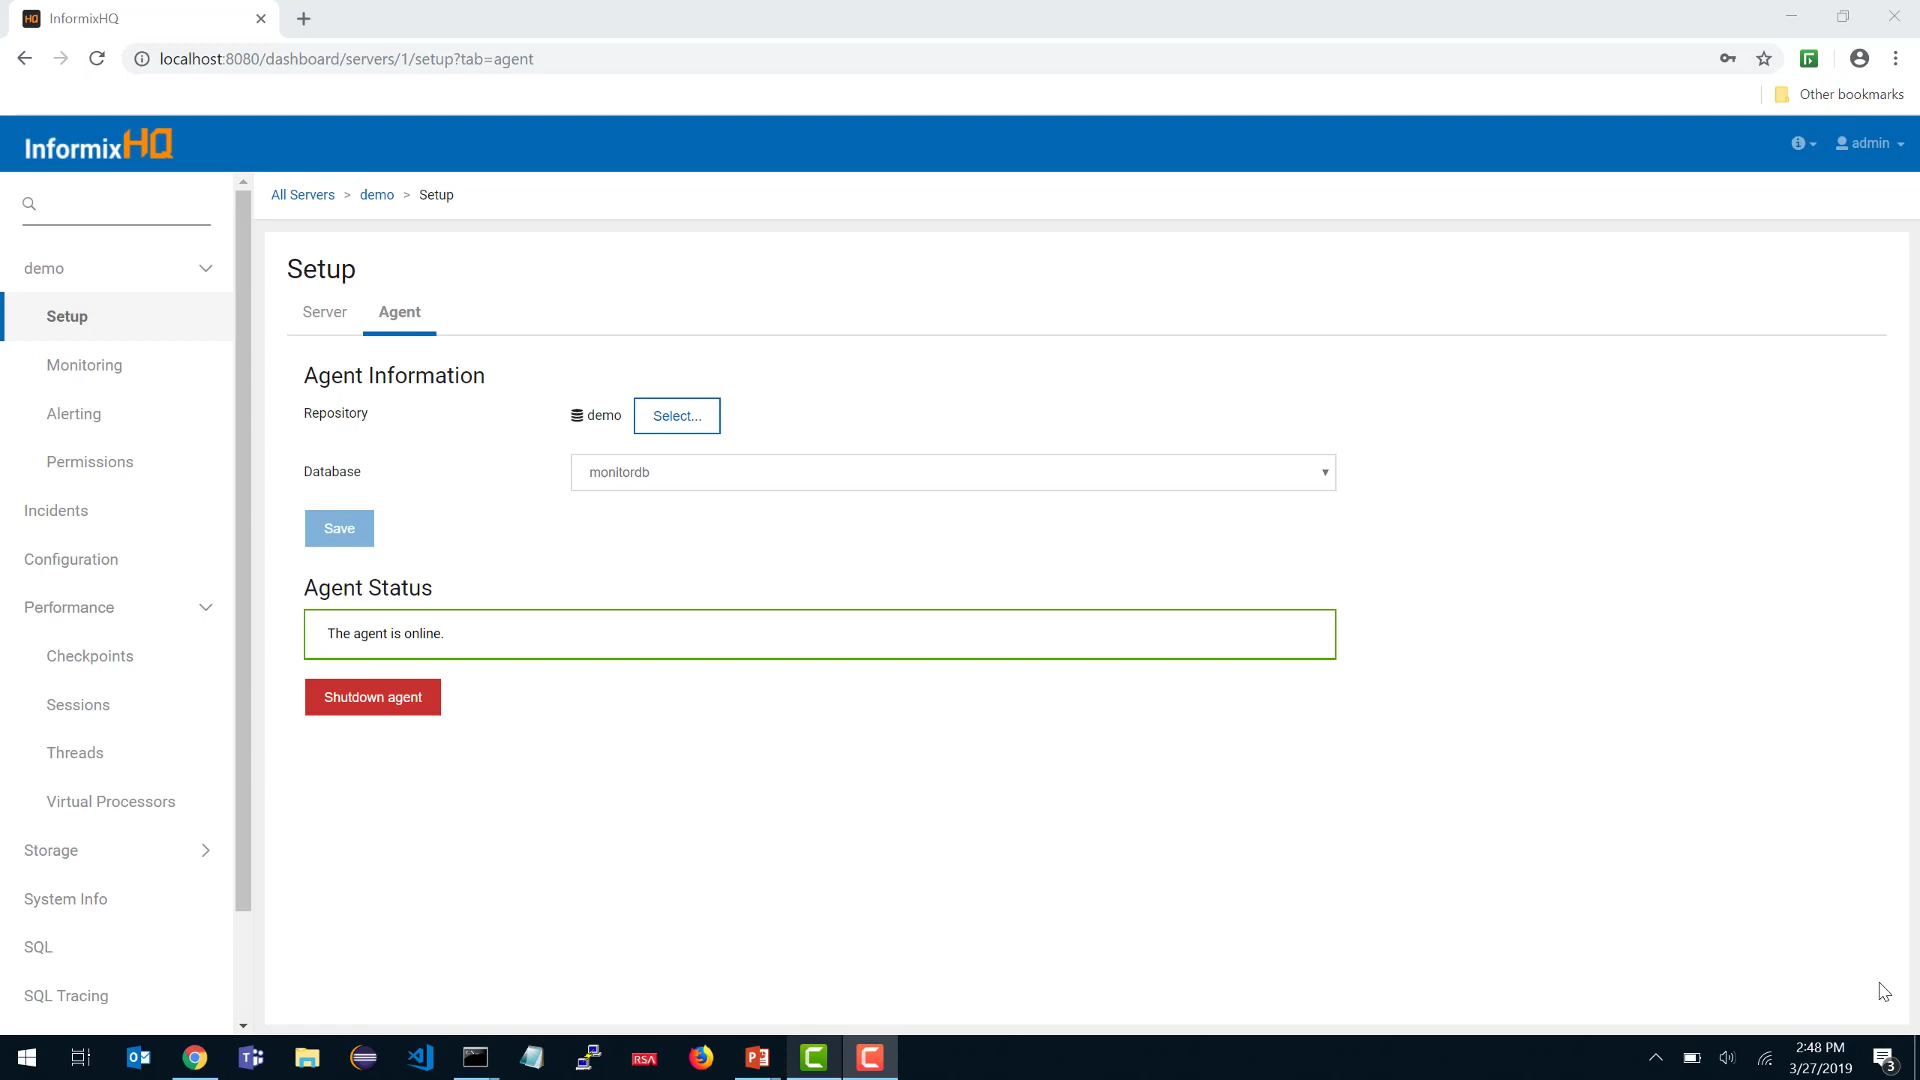 InformixHQ
localhost:8080/dashboard/servers/1/setup?tab=agent
Other bookmarks
InformixHQ
admin
All Servers > demo > Setup
demo
Setup
Monitoring
Alerting
Permissions
Incidents
Configuration
Performance
Checkpoints
Sessions
Threads
Virtual Processors
Storage
System Info
SQL
SQL Tracing
Setup
Server Agent
Agent Information
Repository demo Select...
Database monitordb
Save
Agent Status
The agent is online.
Shutdown agent
RSA
2:48 PM
3/27/2019
3